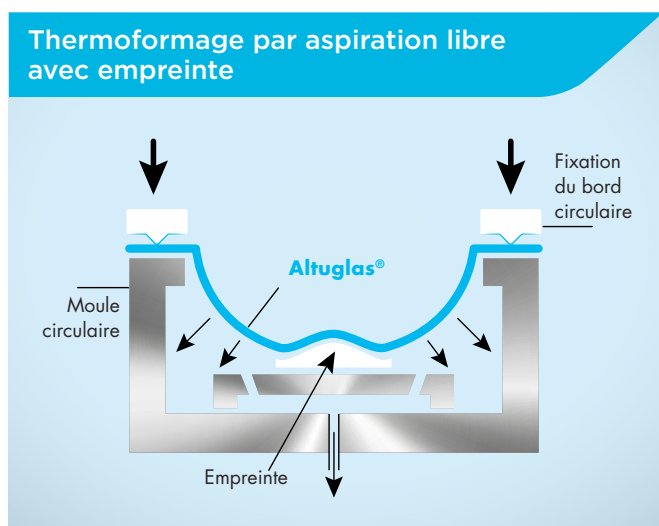 Thermoformage par aspiration libre
avec empreinte
Fixation
du bord
circulaire
Altuglas®
Moule
circulaire
Empreinte